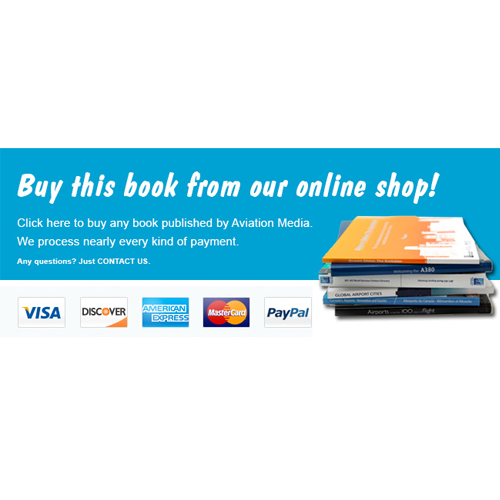 Buy this book from our online shop!
Click here to buy any book published by Aviation Media.
We process nearly every kind of payment.
Any questions? Just CONTACT US.
A380
GLOBAL AIRPORT CITIES
Airports
100
flight
VISA
DISCOVER
AMERICAN
EXPRESS
MasterCard
PayPal